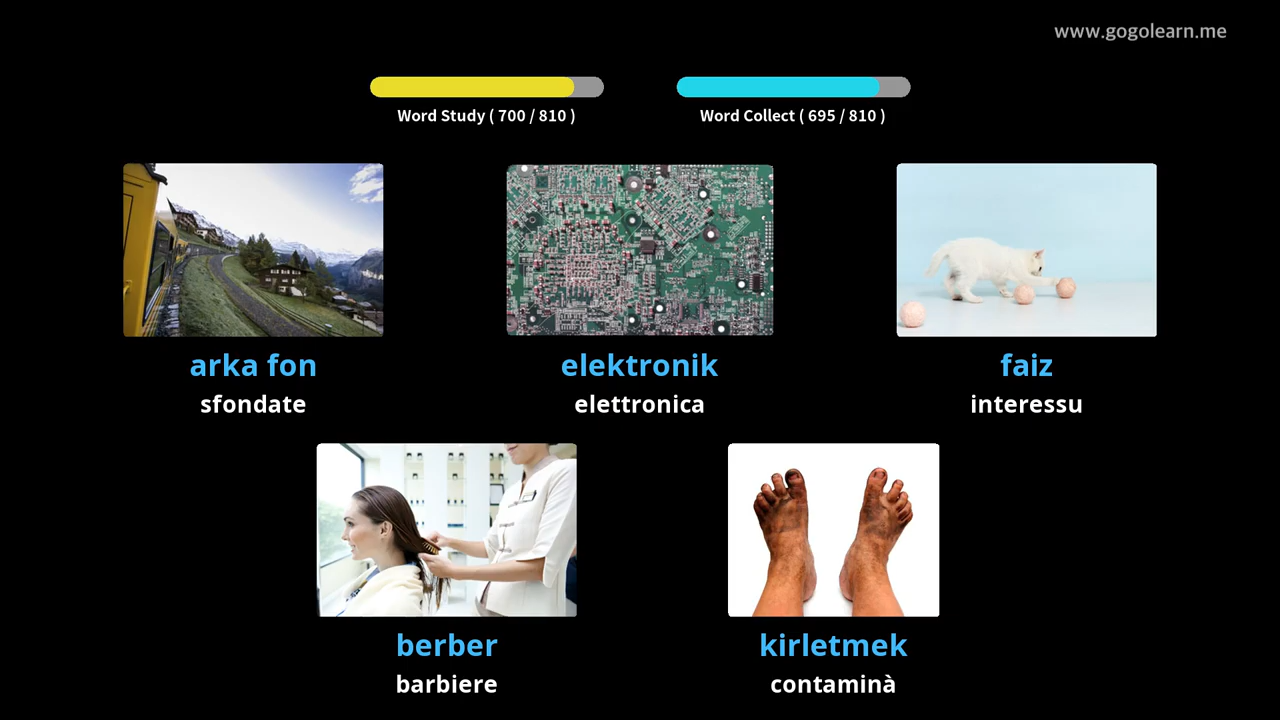 www.gogolearn.me
Word Study ( 700 / 810 )
Word Collect ( 695 / 810 )
arka fon
sfondate
elektronik
elettronica
faiz
interessu
berber
barbiere
kirletmek
contaminà